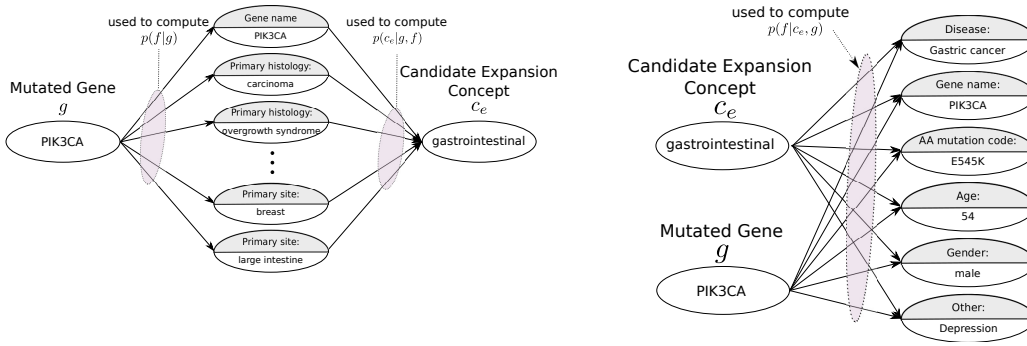 used to compute
p(f|g)
Gene name
PIK3CA
used to compute
p(c_e|g, f)
Primary histology:
carcinoma
Mutated Gene
g
PIK3CA
Primary histology:
overgrowth syndrome
Candidate Expansion
Concept
c_e
gastrointestinal
Primary site:
breast
Primary site:
large intestine
used to compute
p(f|c_e, g)
Disease:
Gastric cancer
Candidate Expansion
Concept
c_e
gastrointestinal
Gene name:
PIK3CA
AA mutation code:
E545K
Age:
54
Mutated Gene
g
PIK3CA
Gender:
male
Other:
Depression